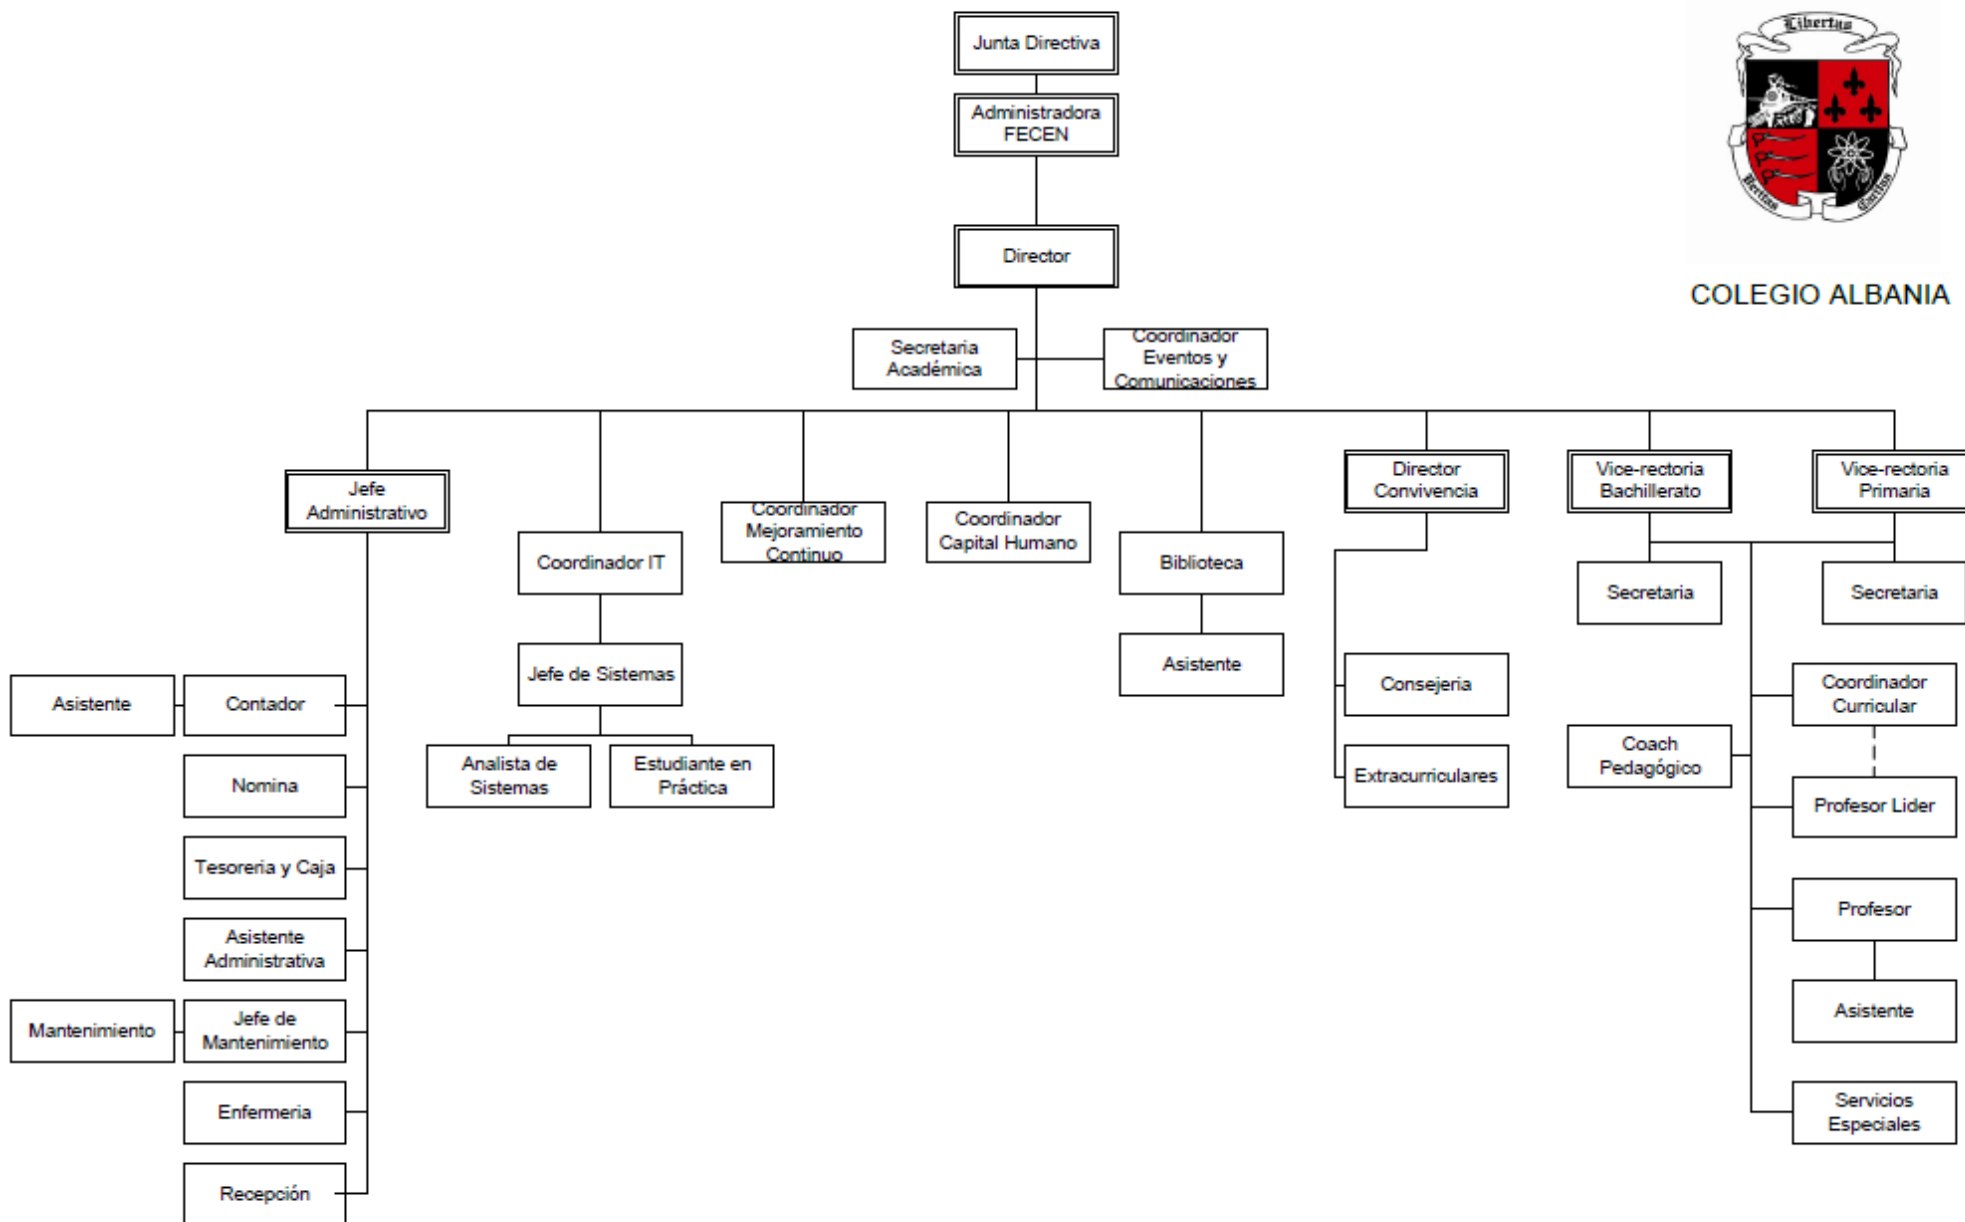 Junta Directiva
Administradora
FECEN
Director
Libertas
Veritas
Caritas
COLEGIO ALBANIA
Secretaria
Académica
Coordinador
Eventos y
Comunicaciones
Jefe
Administrativo
Coordinador IT
Coordinador
Mejoramiento
Continuo
Coordinador
Capital Humano
Biblioteca
Director
Convivencia
Vice-rectoria
Bachillerato
Vice-rectoria
Primaria
Secretaria
Secretaria
Jefe de Sistemas
Asistente
Asistente
Contador
Consejeria
Coordinador
Curricular
Nomina
Analista de
Sistemas
Estudiante en
Práctica
Extracurriculares
Coach
Pedagógico
Profesor Lider
Tesoreria y Caja
Asistente
Administrativa
Profesor
Mantenimiento
Jefe de
Mantenimiento
Asistente
Enfermeria
Servicios
Especiales
Recepción